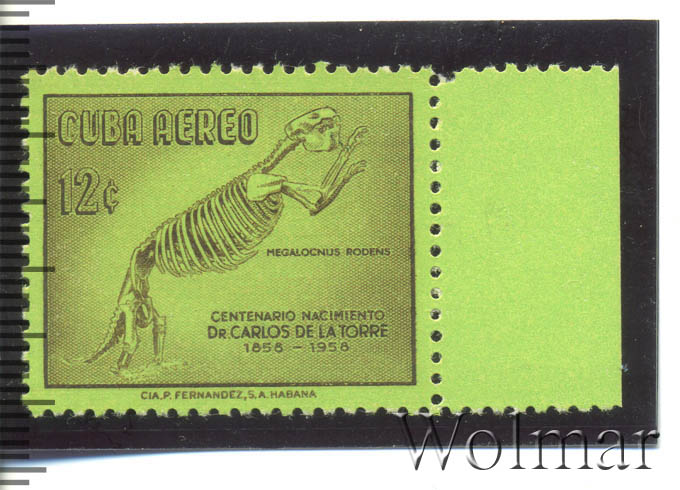 CUBA AEREO
12¢
MEGALOCNUS RODENS
CENTENARIO NACIMIENTO
DR. CARLOS DE LA TORRE
1858 - 1958
CIA. P. FERNANDEZ, S. A. HABANA
Wolmar